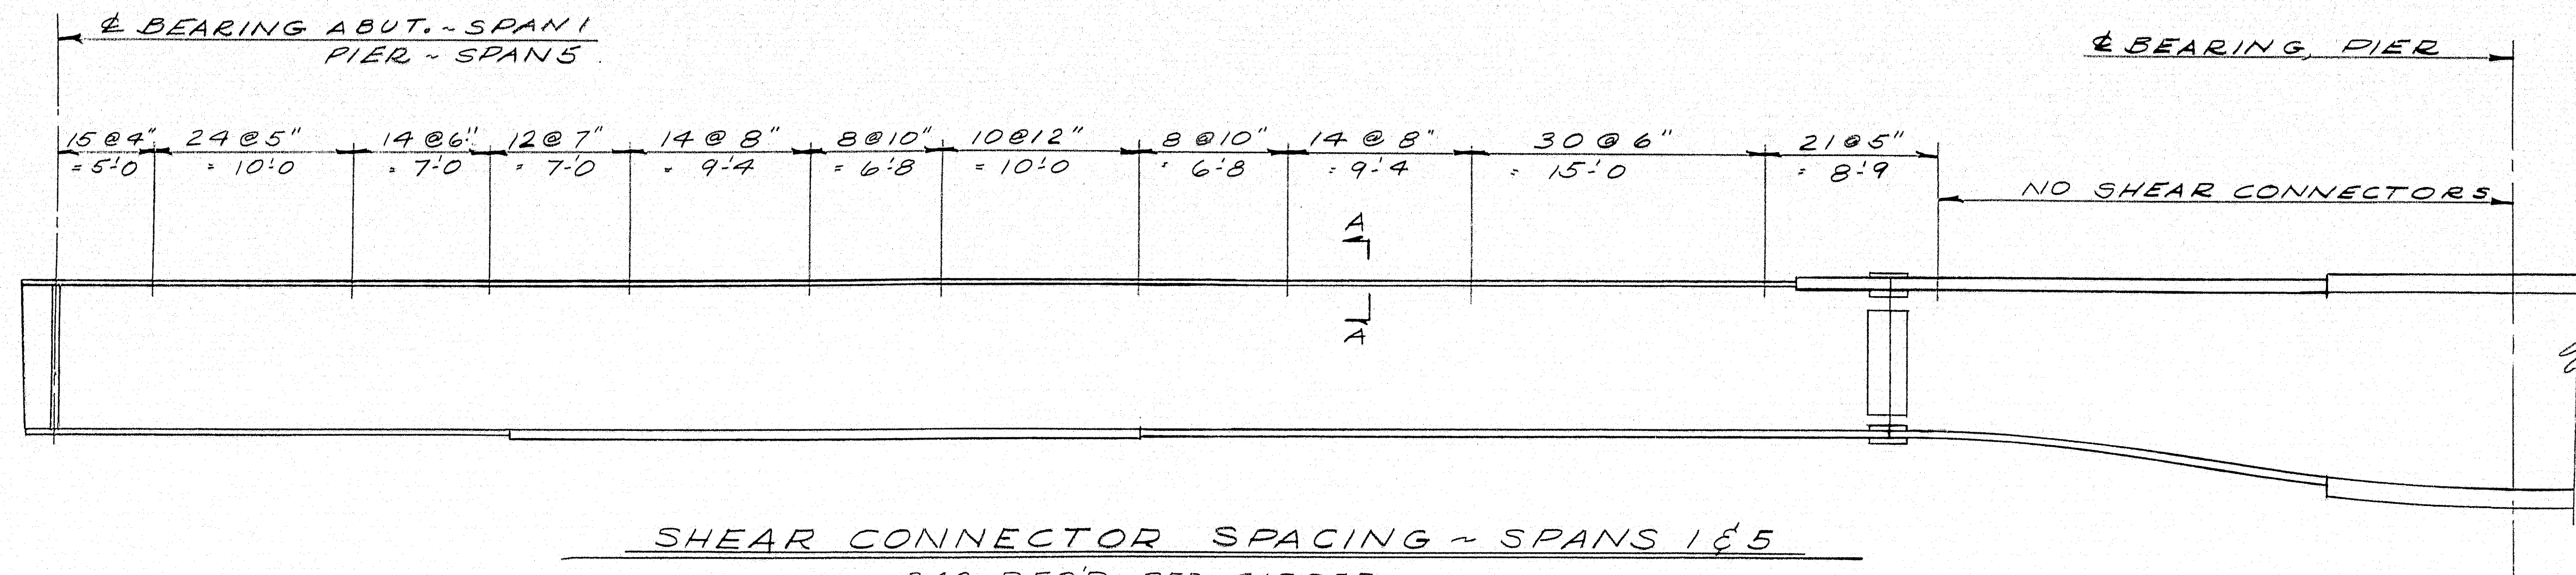 ℄ BEARING ABUT. ~ SPAN 1
PIER ~ SPAN 5
℄ BEARING, PIER
15 @ 4" 24 @ 5" 14 @ 6" 12 @ 7" 14 @ 8" 8 @ 10" 10 @ 12" 8 @ 10" 14 @ 8" 30 @ 6" 21 @ 5"
= 5'-0 = 10'-0 = 7'-0 = 7'-0 = 9'-4 = 6'-8 = 10'-0 = 6'-8 = 9'-4 = 15'-0 = 8'-9
NO SHEAR CONNECTORS
A
A
SHEAR CONNECTOR SPACING ~ SPANS 1 & 5